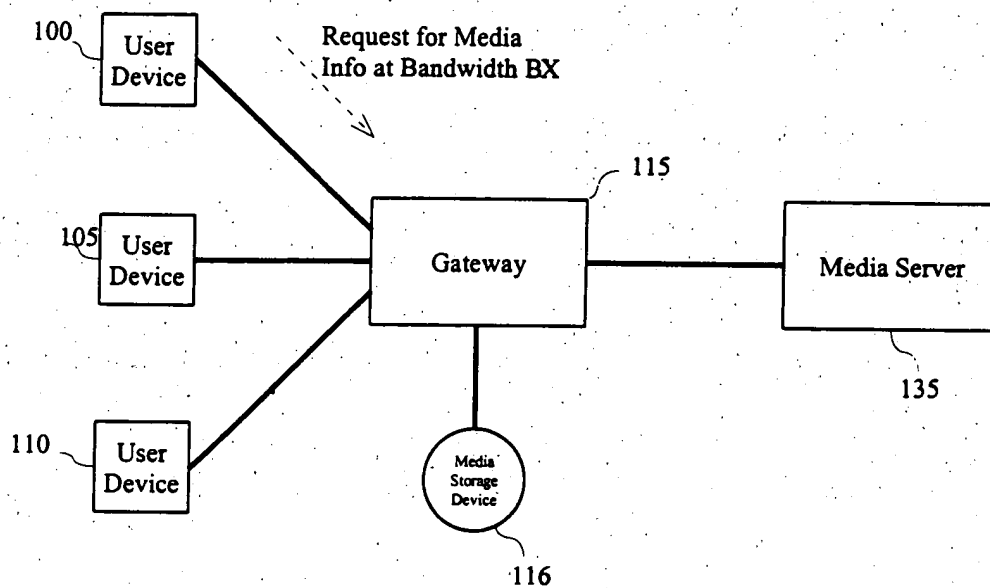 100
User
Device
Request for Media
Info at Bandwidth BX
115
105
User
Device
Gateway
Media Server
135
110
User
Device
Media
Storage
Device
116